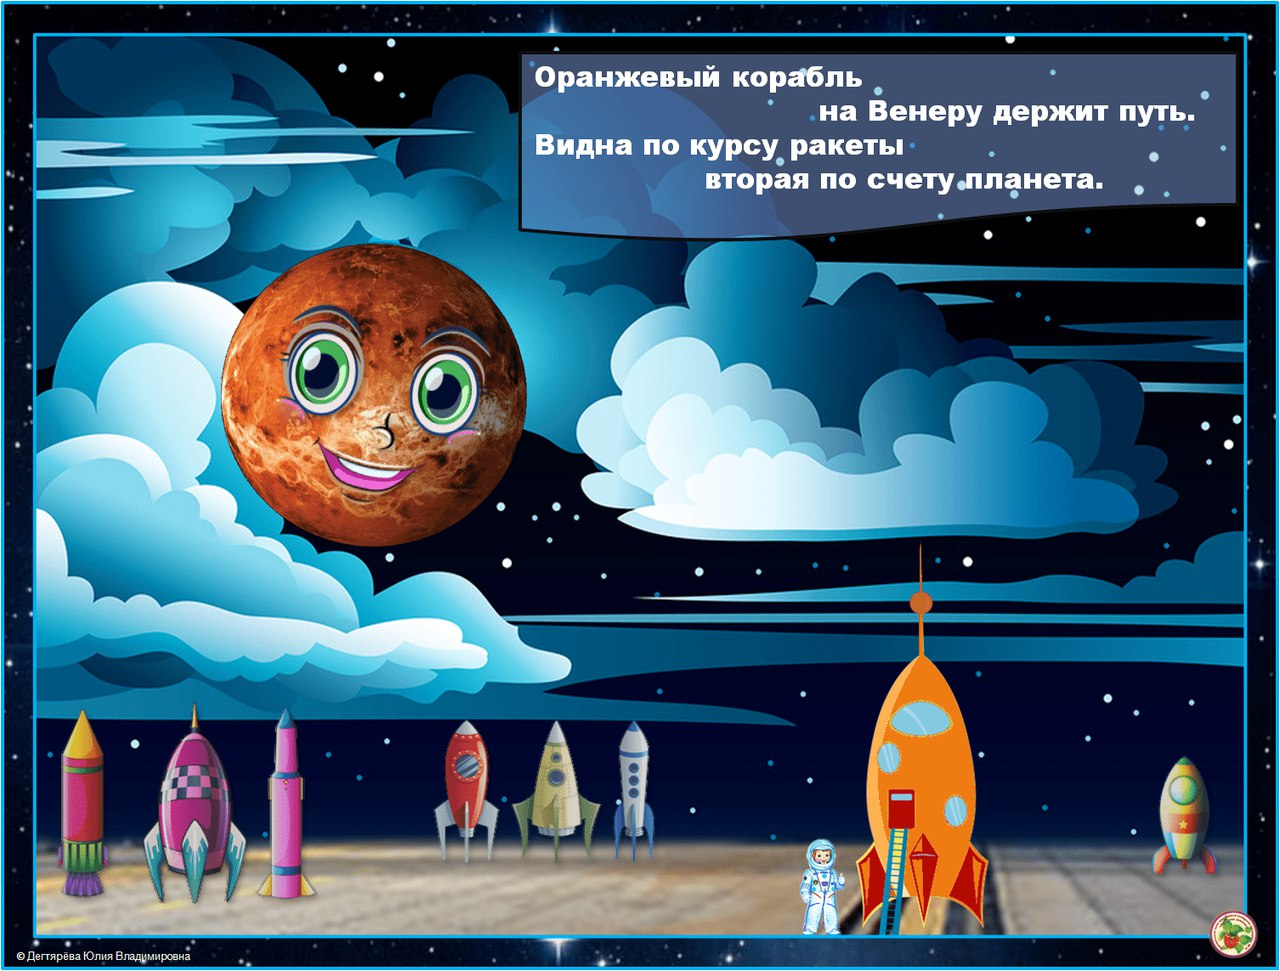 Оранжевый корабль
на Венеру держит путь.
Видна по курсу ракеты
вторая по счету планета.
© Дегтярёва Юлия Владимировна